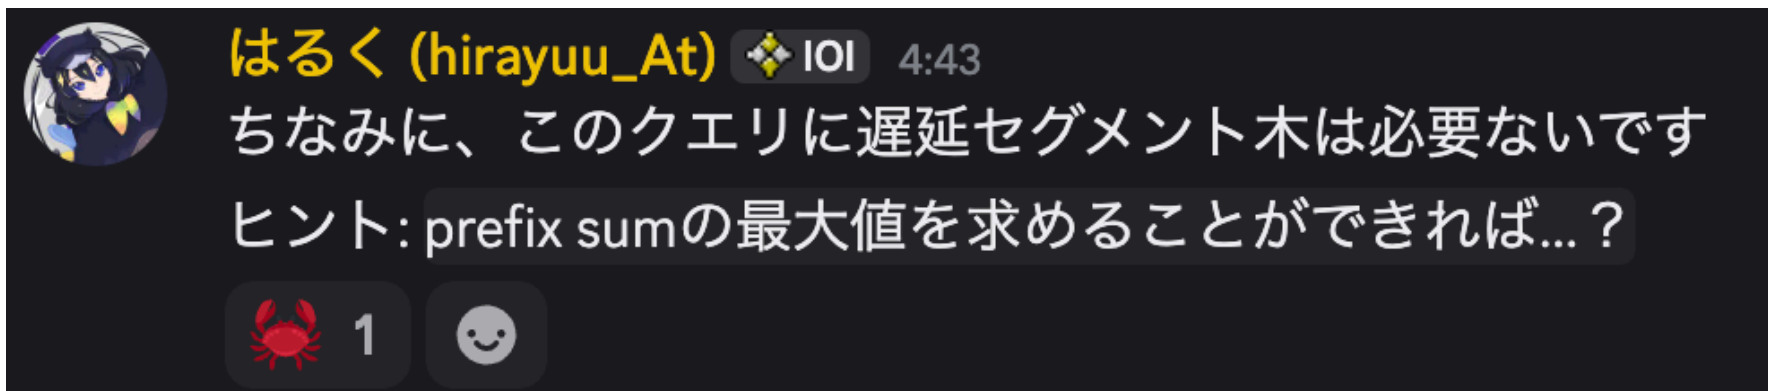 はるく (hirayuu_At) IOI 4:43
ちなみに、このクエリに遅延セグメント木は必要ないです
ヒント: prefix sumの最大値を求めることができれば...？
1